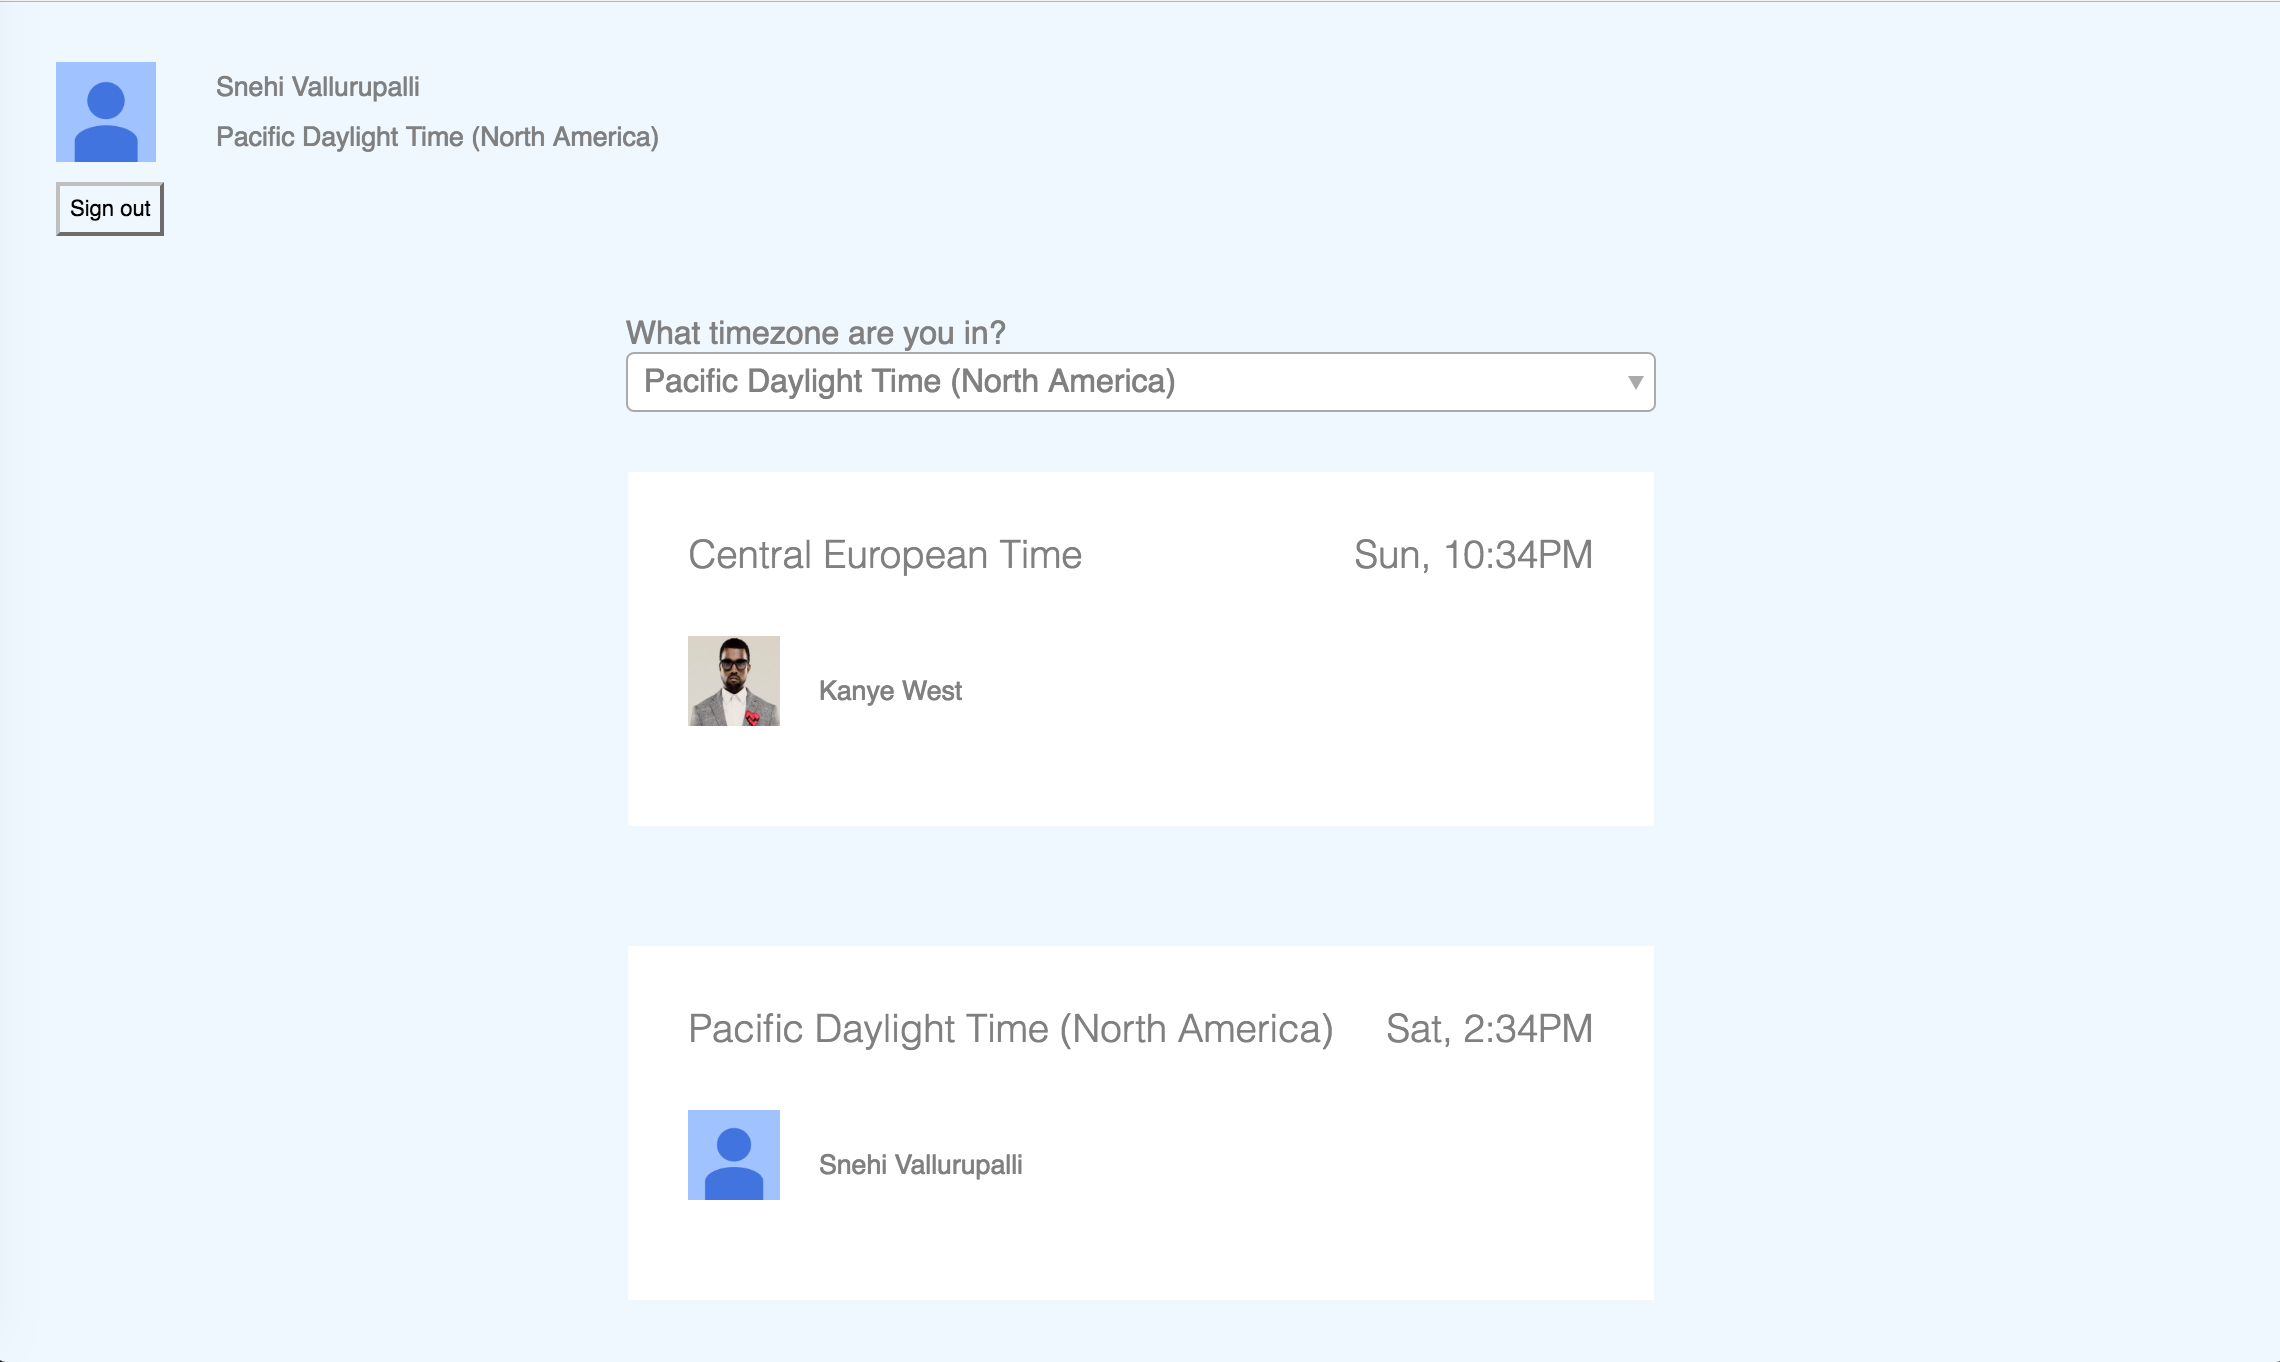 Snehi Vallurupalli
Pacific Daylight Time (North America)
Sign out
What timezone are you in?
Pacific Daylight Time (North America)
Central European Time Sun, 10:34PM
Kanye West
Pacific Daylight Time (North America) Sat, 2:34PM
Snehi Vallurupalli